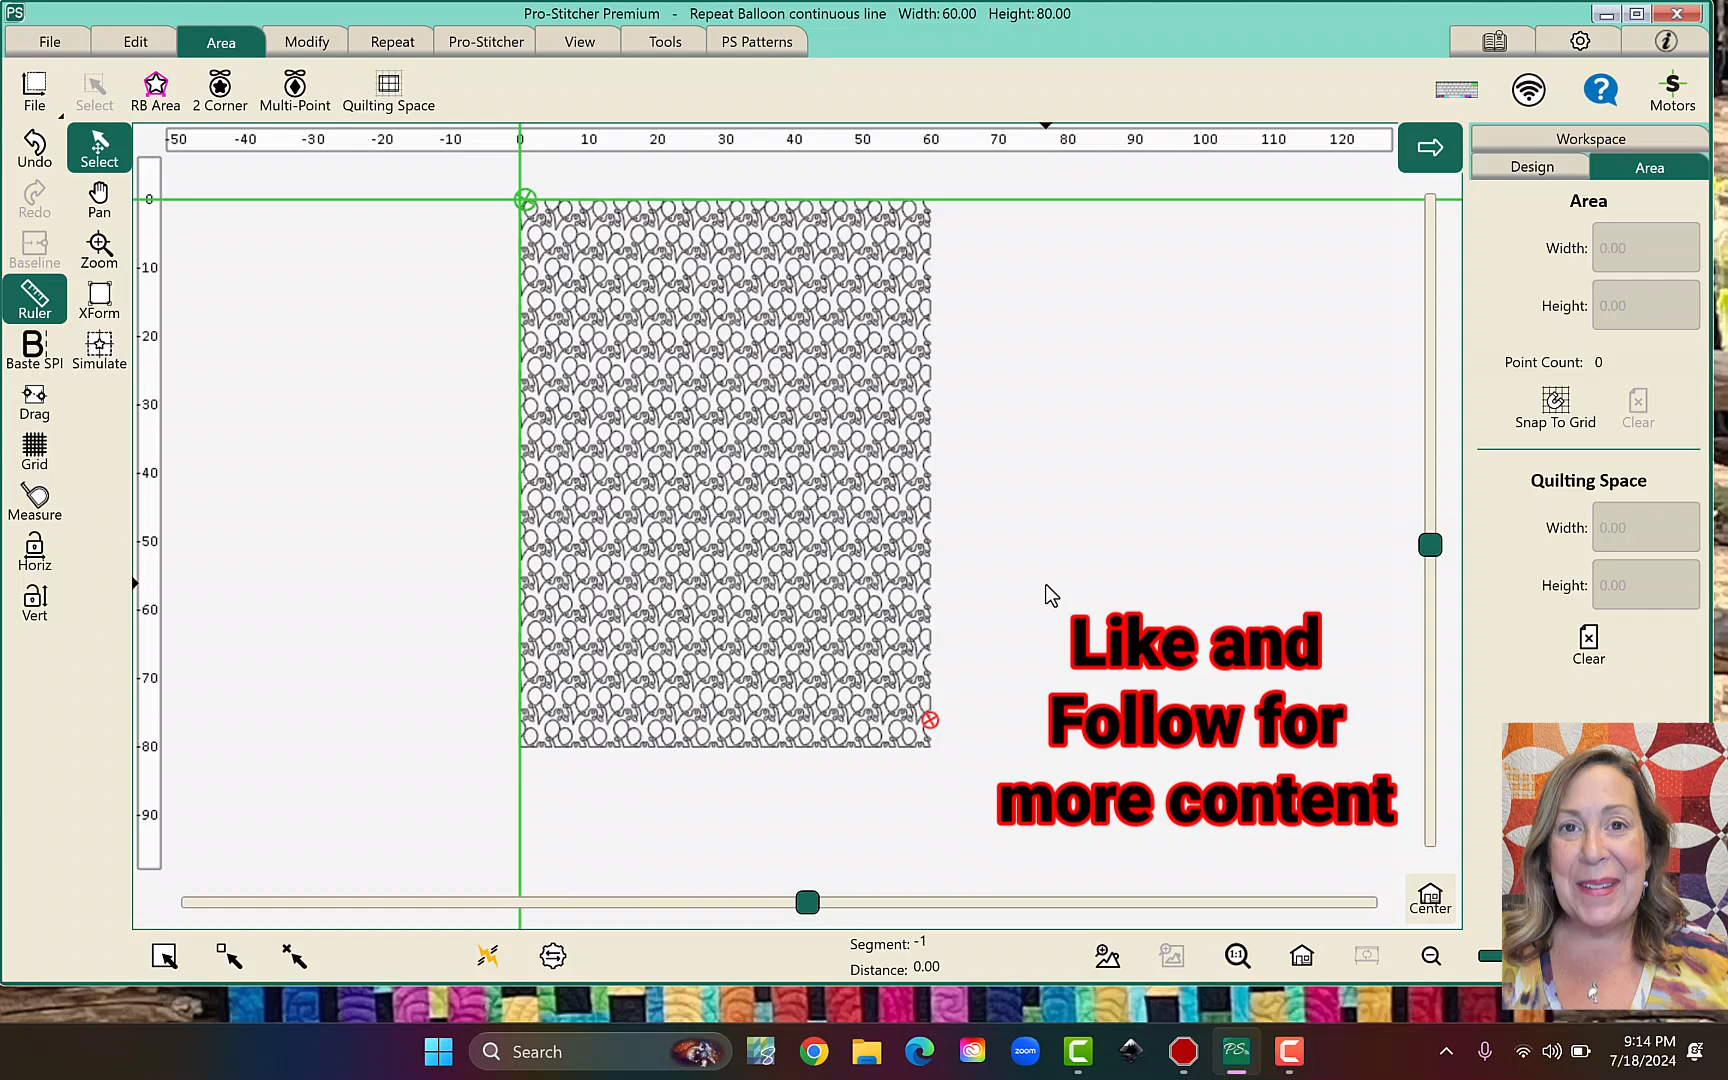 PS Pro-Stitcher Premium - Repeat Balloon continuous line Width:60.00 Height:80.00
File Edit Area Modify Repeat Pro-Stitcher View Tools PS Patterns
File Select RB Area 2 Corner Multi-Point Quilting Space
S
Motors
Undo Select
Redo Pan
Baseline Zoom
Ruler XForm
B
Baste SPI Simulate
Drag
Grid
Measure
Horiz
Vert
-50 -40 -30 -20 -10 0 10 20 30 40 50 60 70 80 90 100 110 120
0
-10
-20
-30
-40
-50
-60
-70
-80
-90
Workspace
Design Area
Area
Width: 0.00
Height: 0.00
Point Count: 0
Snap To Grid Clear
Quilting Space
Width: 0.00
Height: 0.00
Clear
Like and
Follow for
more content
Center
Segment: -1
Distance: 0.00
1:1
Search
zoom
PS
9:14 PM
7/18/2024